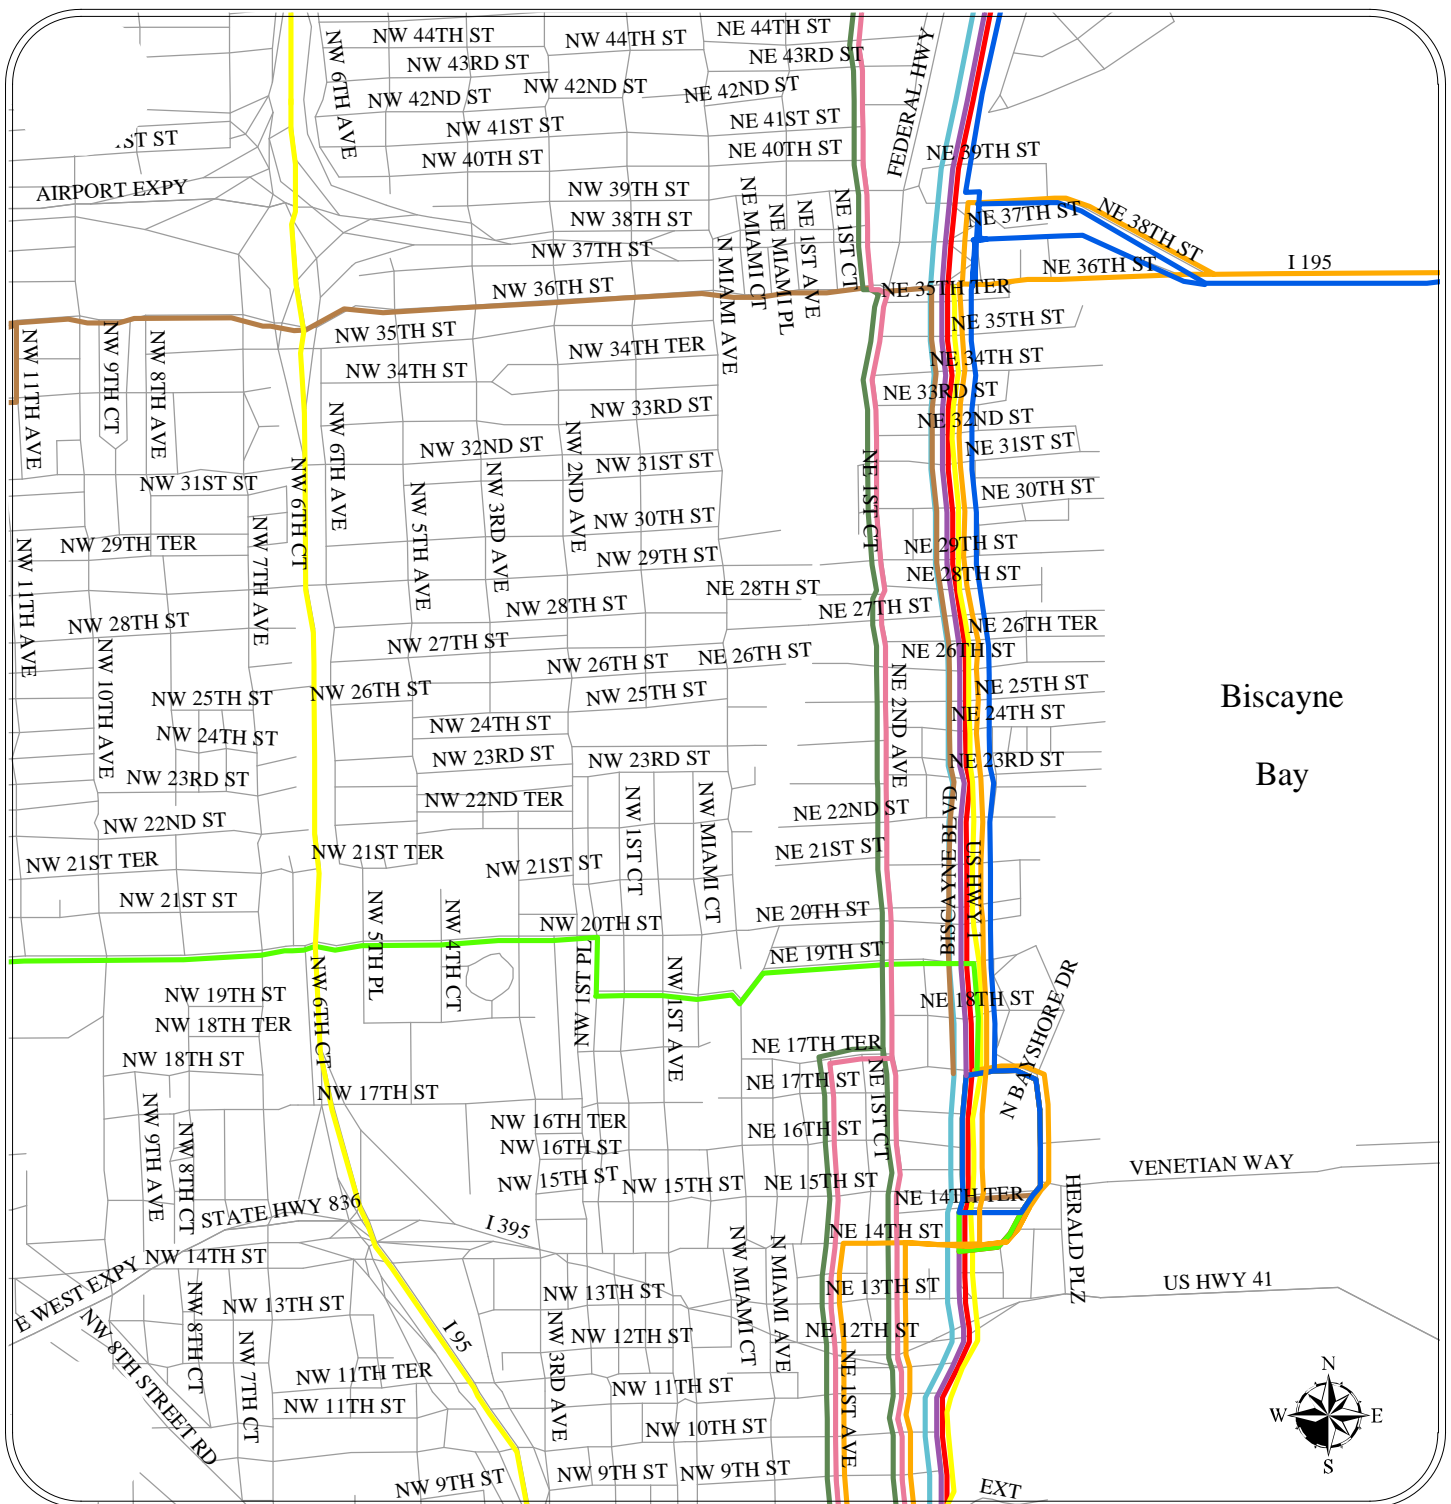 NW 44TH ST
NW 44TH ST
NE 44TH ST
NW 43RD ST
NE 43RD ST
NW 6TH AVE
FEDERAL HWY
NW 42ND ST
NW 42ND ST
NE 42ND ST
NW 41ST ST
NE 41ST ST
ST ST
NW 40TH ST
NE 40TH ST
NE 39TH ST
AIRPORT EXPY
NW 39TH ST
NW 38TH ST
NE MIAMI CT
NE MIAMI PL
NE 1ST AVE
NE 1ST CT
NE 37TH ST
NE 38TH ST
NW 37TH ST
N MIAMI AVE
NE 36TH ST
I 195
NW 36TH ST
NE 35TH TER
NW 35TH ST
NE 35TH ST
NW 11TH AVE
NW 9TH CT
NW 8TH AVE
NW 34TH TER
NE 34TH ST
NW 34TH ST
NE 33RD ST
NW 33RD ST
NE 32ND ST
NW 6TH AVE
NW 32ND ST
NW 2ND AVE
NE 31ST ST
NW 31ST ST
NE 1ST CT
NW 6TH CT
NW 3RD AVE
NW 31ST ST
NE 30TH ST
NW 5TH AVE
NW 30TH ST
NW 7TH AVE
NW 29TH TER
NW 11TH AVE
NE 29TH ST
NW 29TH ST
NE 28TH ST
NE 28TH ST
NW 28TH ST
NE 27TH ST
NW 28TH ST
NE 26TH TER
NW 10TH AVE
NW 27TH ST
NE 26TH ST
NE 26TH ST
NW 26TH ST
NE 2ND AVE
NW 26TH ST
NW 25TH ST
NW 25TH ST
NE 25TH ST
Biscayne
NE 24TH ST
NW 24TH ST
NW 24TH ST
NW 23RD ST
NW 23RD ST
NE 23RD ST
NW 23RD ST
Bay
NW 22ND TER
NW 1ST CT
NW MIAMI CT
NE 22ND ST
BISCAYNE BLVD
US HWY 1
NW 22ND ST
NW 21ST TER
NW 21ST TER
NW 21ST ST
NE 21ST ST
NW 21ST ST
NW 5TH PL
NW 4TH CT
NW 20TH ST
NE 20TH ST
NE 19TH ST
NW 1ST PL
NW 1ST AVE
NW 6TH CT
NW 19TH ST
NE 18TH ST
N BAYSHORE DR
NW 18TH TER
NE 17TH TER
NW 18TH ST
NE 17TH ST
NE 1ST CT
NW 17TH ST
NW 9TH AVE
NW 8TH CT
NW 16TH TER
NE 16TH ST
NW 16TH ST
VENETIAN WAY
NW 15TH ST
NW 15TH ST
NE 15TH ST
HERALD PLZ
NE 14TH TER
STATE HWY 836
I 395
NE 14TH ST
NW MIAMI CT
N MIAMI AVE
NW 14TH ST
E WEST EXPY
US HWY 41
NE 13TH ST
NW 13TH ST
NW 8TH CT
NW 13TH ST
NW 8TH STREET RD
NW 3RD AVE
NW 12TH ST
NE 12TH ST
I 95
NW 7TH CT
NE 1ST AVE
NW 11TH TER
NW 11TH ST
NW 11TH ST
NW 10TH ST
NW 9TH ST
NW 9TH ST
NW 9TH ST
EXT
N
W
E
S